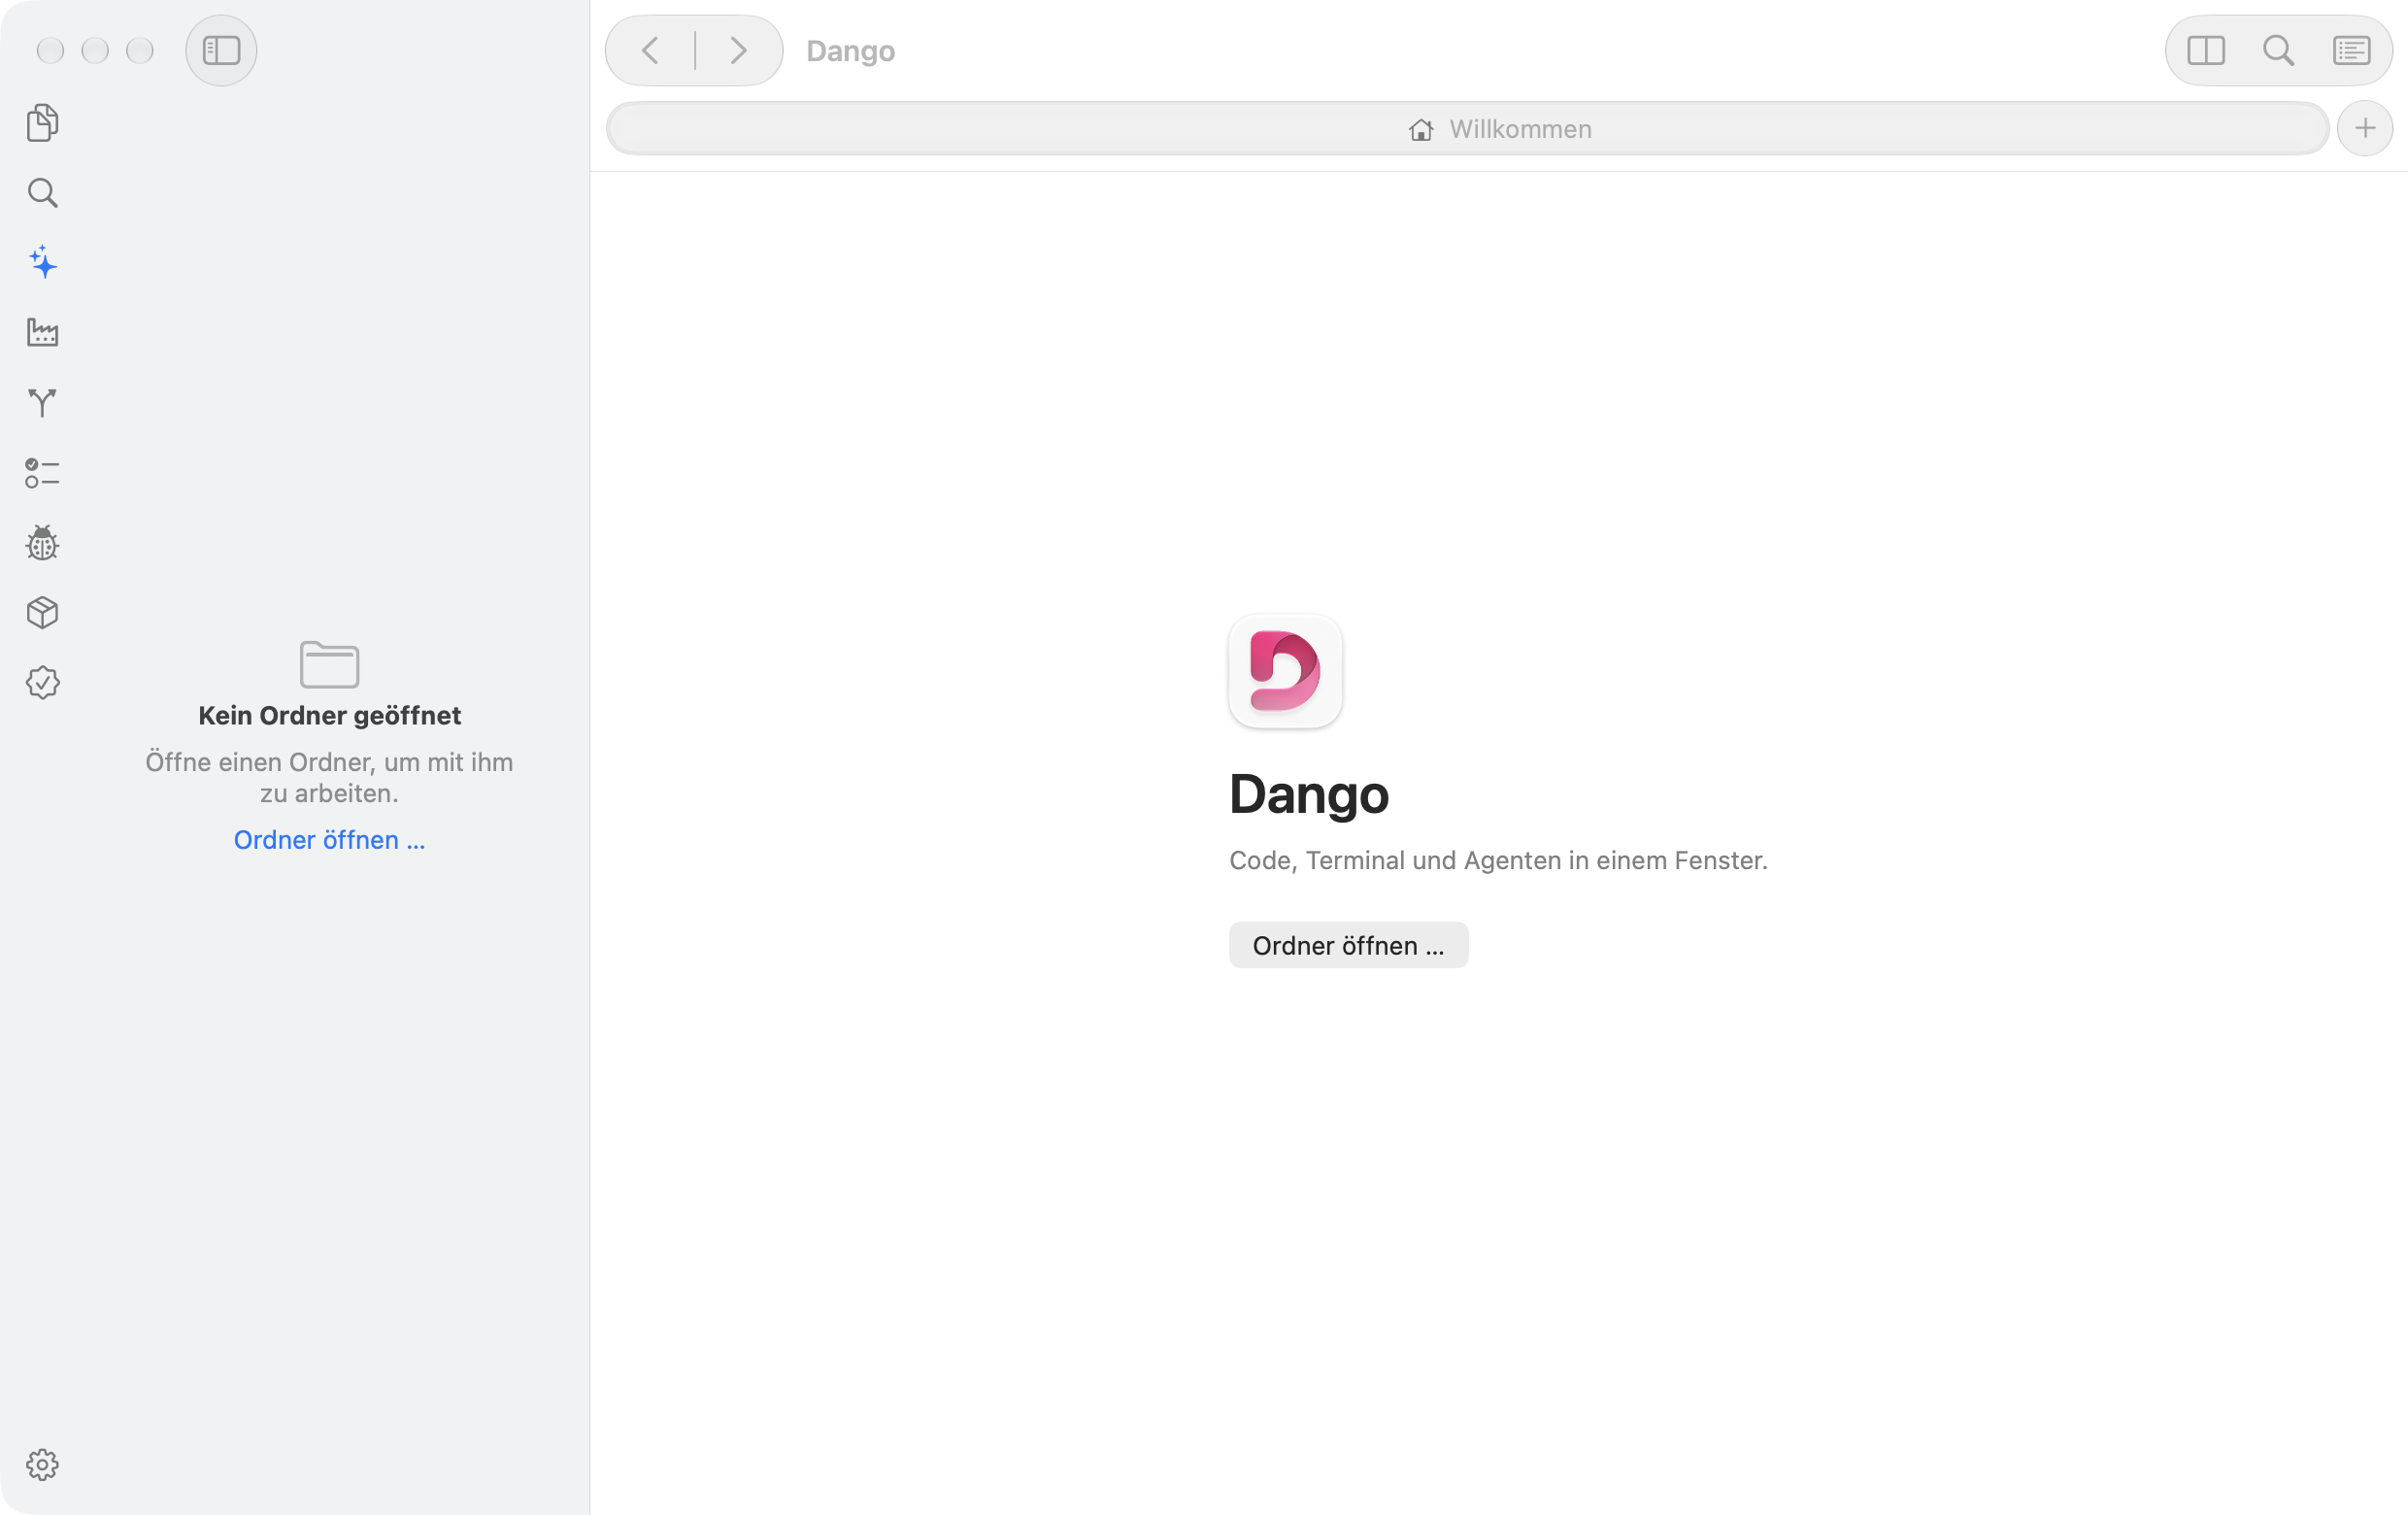 Dango
Willkommen
Kein Ordner geöffnet
Öffne einen Ordner, um mit ihm
zu arbeiten.
Ordner öffnen ...
Dango
Code, Terminal und Agenten in einem Fenster.
Ordner öffnen ...